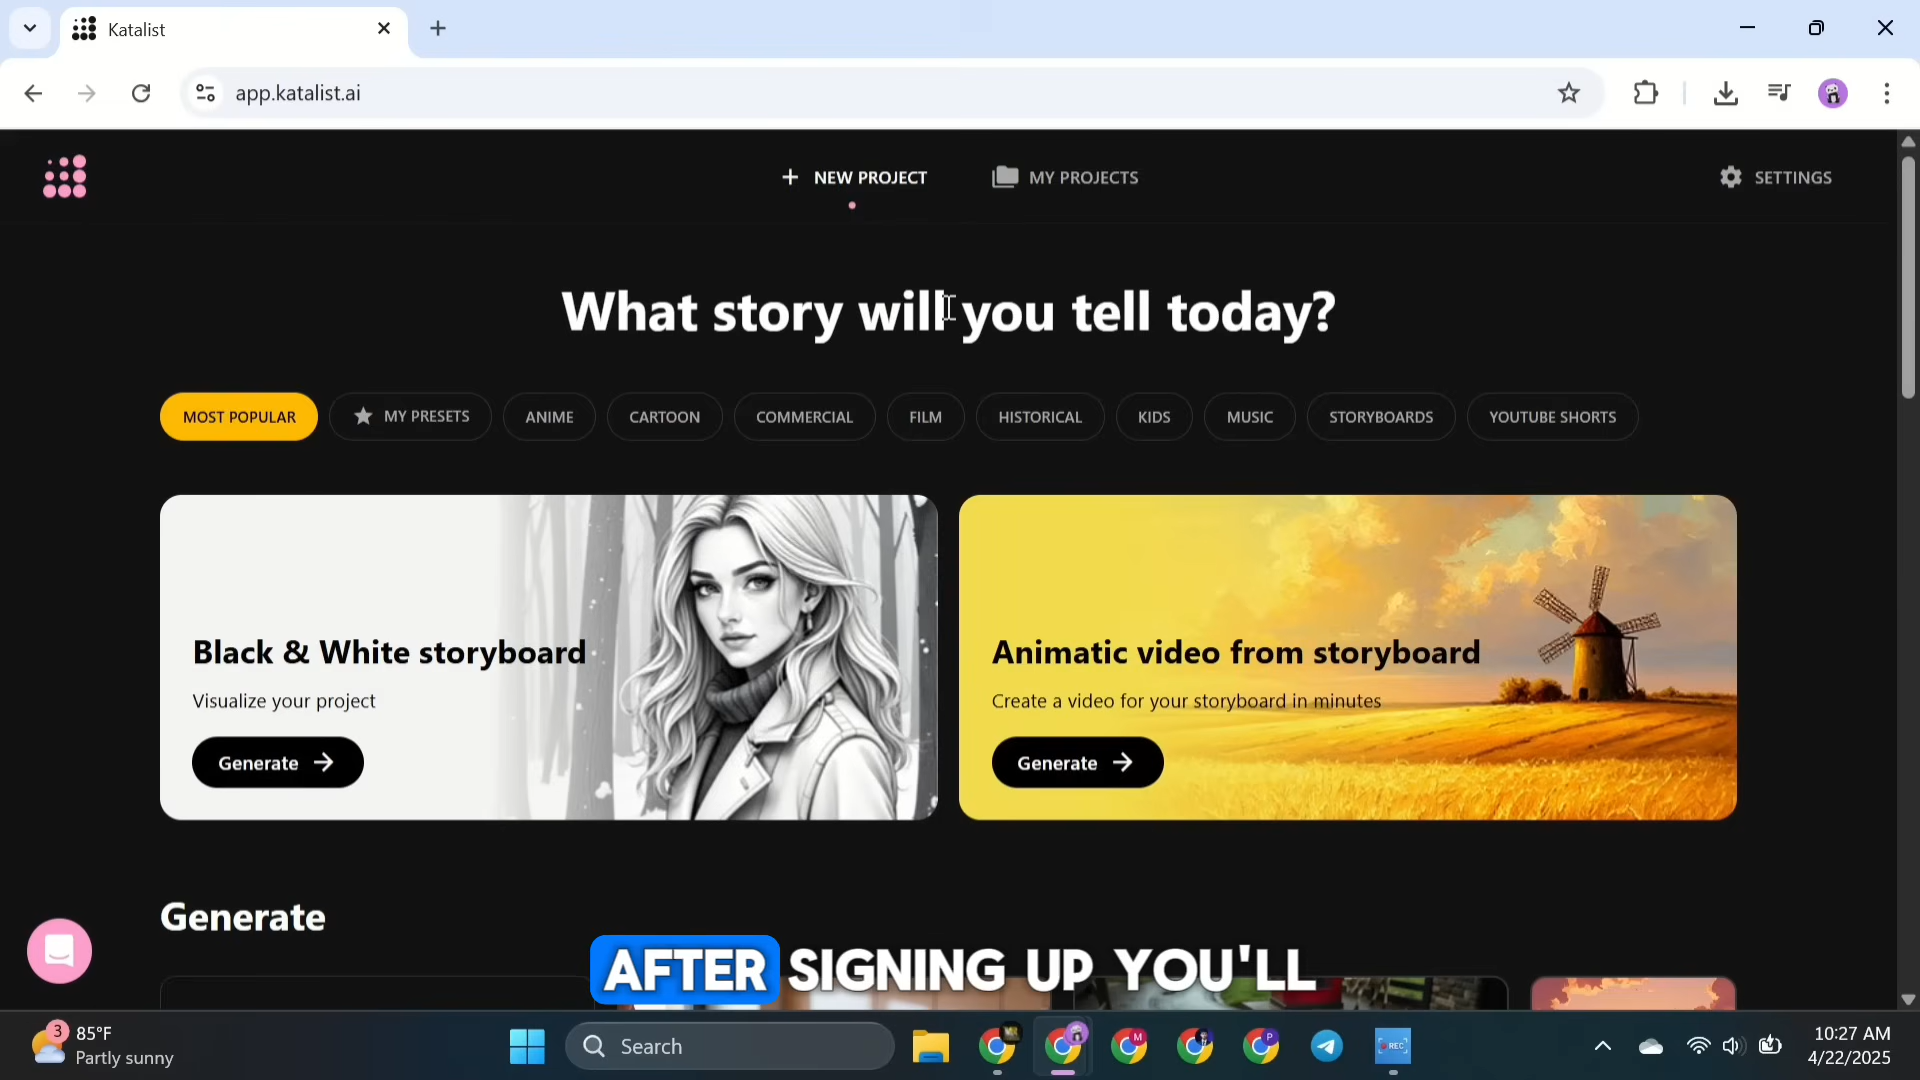 Katalist
app.katalist.ai
NEW PROJECT
MY PROJECTS
SETTINGS
What story will you tell today?
MOST POPULAR
MY PRESETS
ANIME
CARTOON
COMMERCIAL
FILM
HISTORICAL
KIDS
MUSIC
STORYBOARDS
YOUTUBE SHORTS
Black & White storyboard
Visualize your project
Generate
Animatic video from storyboard
Create a video for your storyboard in minutes
Generate
Generate
AFTER SIGNING UP YOU'LL
3
85°F
Partly sunny
Search
M
P
REC
10:27 AM
4/22/2025